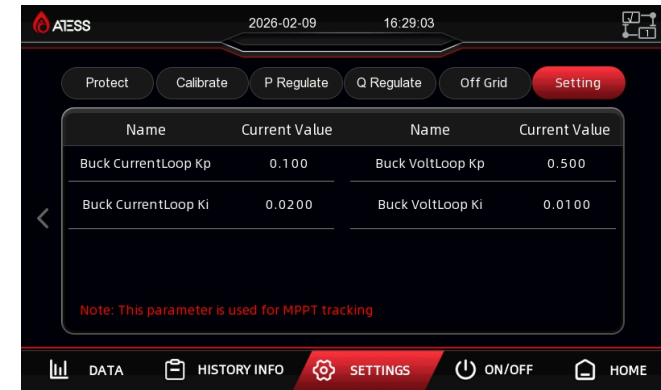 ATESS 2026-02-09 16:29:03
1
Protect Calibrate P Regulate Q Regulate Off Grid Setting
Name Current Value Name Current Value
Buck CurrentLoop Kp 0.100 Buck VoltLoop Kp 0.500
Buck CurrentLoop Ki 0.0200 Buck VoltLoop Ki 0.0100
Note: This parameter is used for MPPT tracking
DATA HISTORY INFO SETTINGS ON/OFF HOME